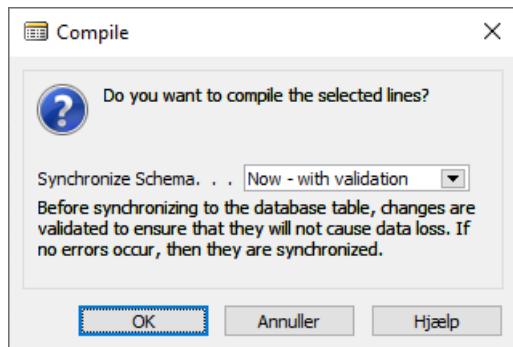 Compile
Do you want to compile the selected lines?
Synchronize Schema. . . Now - with validation
Before synchronizing to the database table, changes are
validated to ensure that they will not cause data loss. If
no errors occur, then they are synchronized.
OK Annuller Hjælp